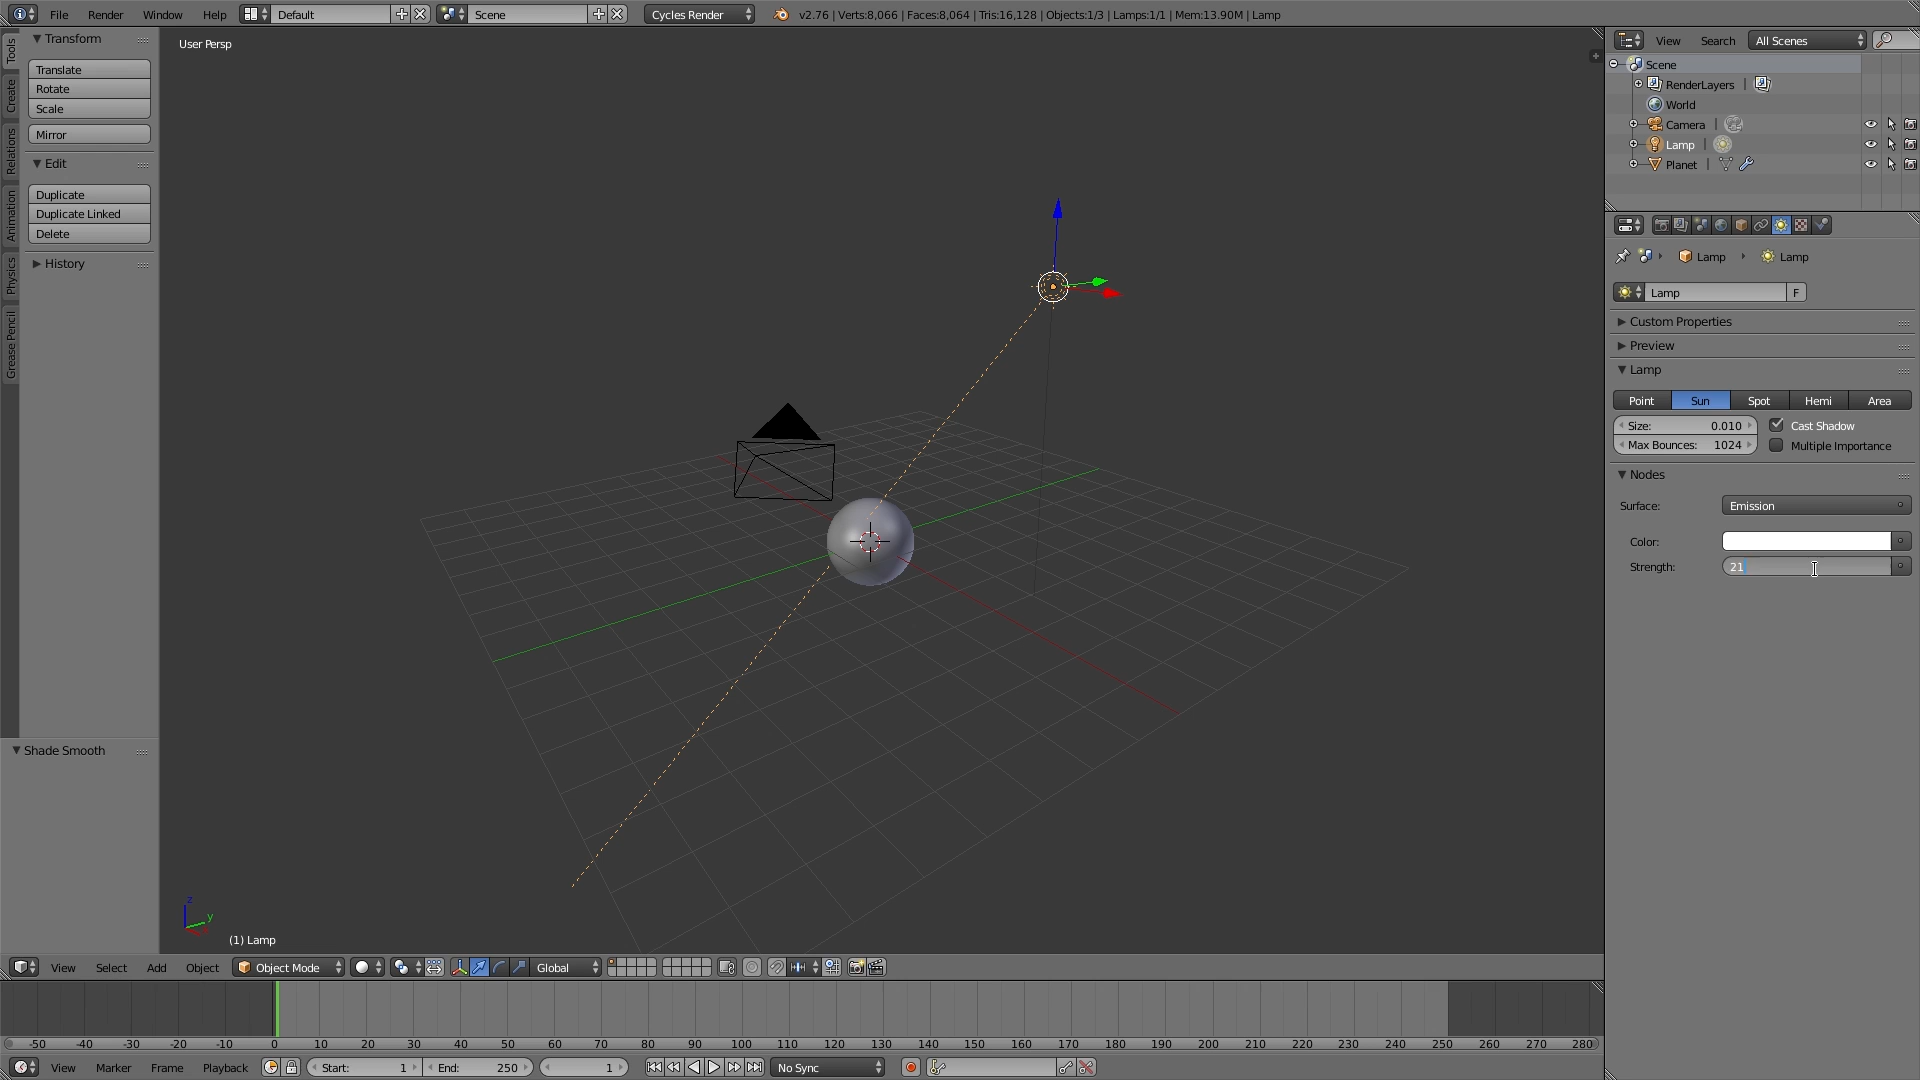 File Render Window Help Default Scene Cycles Render v2.76 | Verts:8,066 | Faces:8,064 | Tris:16,128 | Objects:1/3 | Lamps:1/1 | Mem:13.90M | Lamp
Tools
Create
Relations
Animation
Physics
Grease Pencil
Transform
Translate
Rotate
Scale
Mirror
Edit
Duplicate
Duplicate Linked
Delete
History
Shade Smooth
User Persp
z
y
(1) Lamp
View Search All Scenes
Scene
RenderLayers |
World
Camera |
Lamp |
Planet |
Lamp Lamp
Lamp F
Custom Properties
Preview
Lamp
Point Sun Spot Hemi Area
Size: 0.010 Cast Shadow
Max Bounces: 1024 Multiple Importance
Nodes
Surface: Emission
Color:
Strength: 21
View Select Add Object Object Mode Global
-50 -40 -30 -20 -10 0 10 20 30 40 50 60 70 80 90 100 110 120 130 140 150 160 170 180 190 200 210 220 230 240 250 260 270 280
View Marker Frame Playback Start: 1 End: 250 1 No Sync